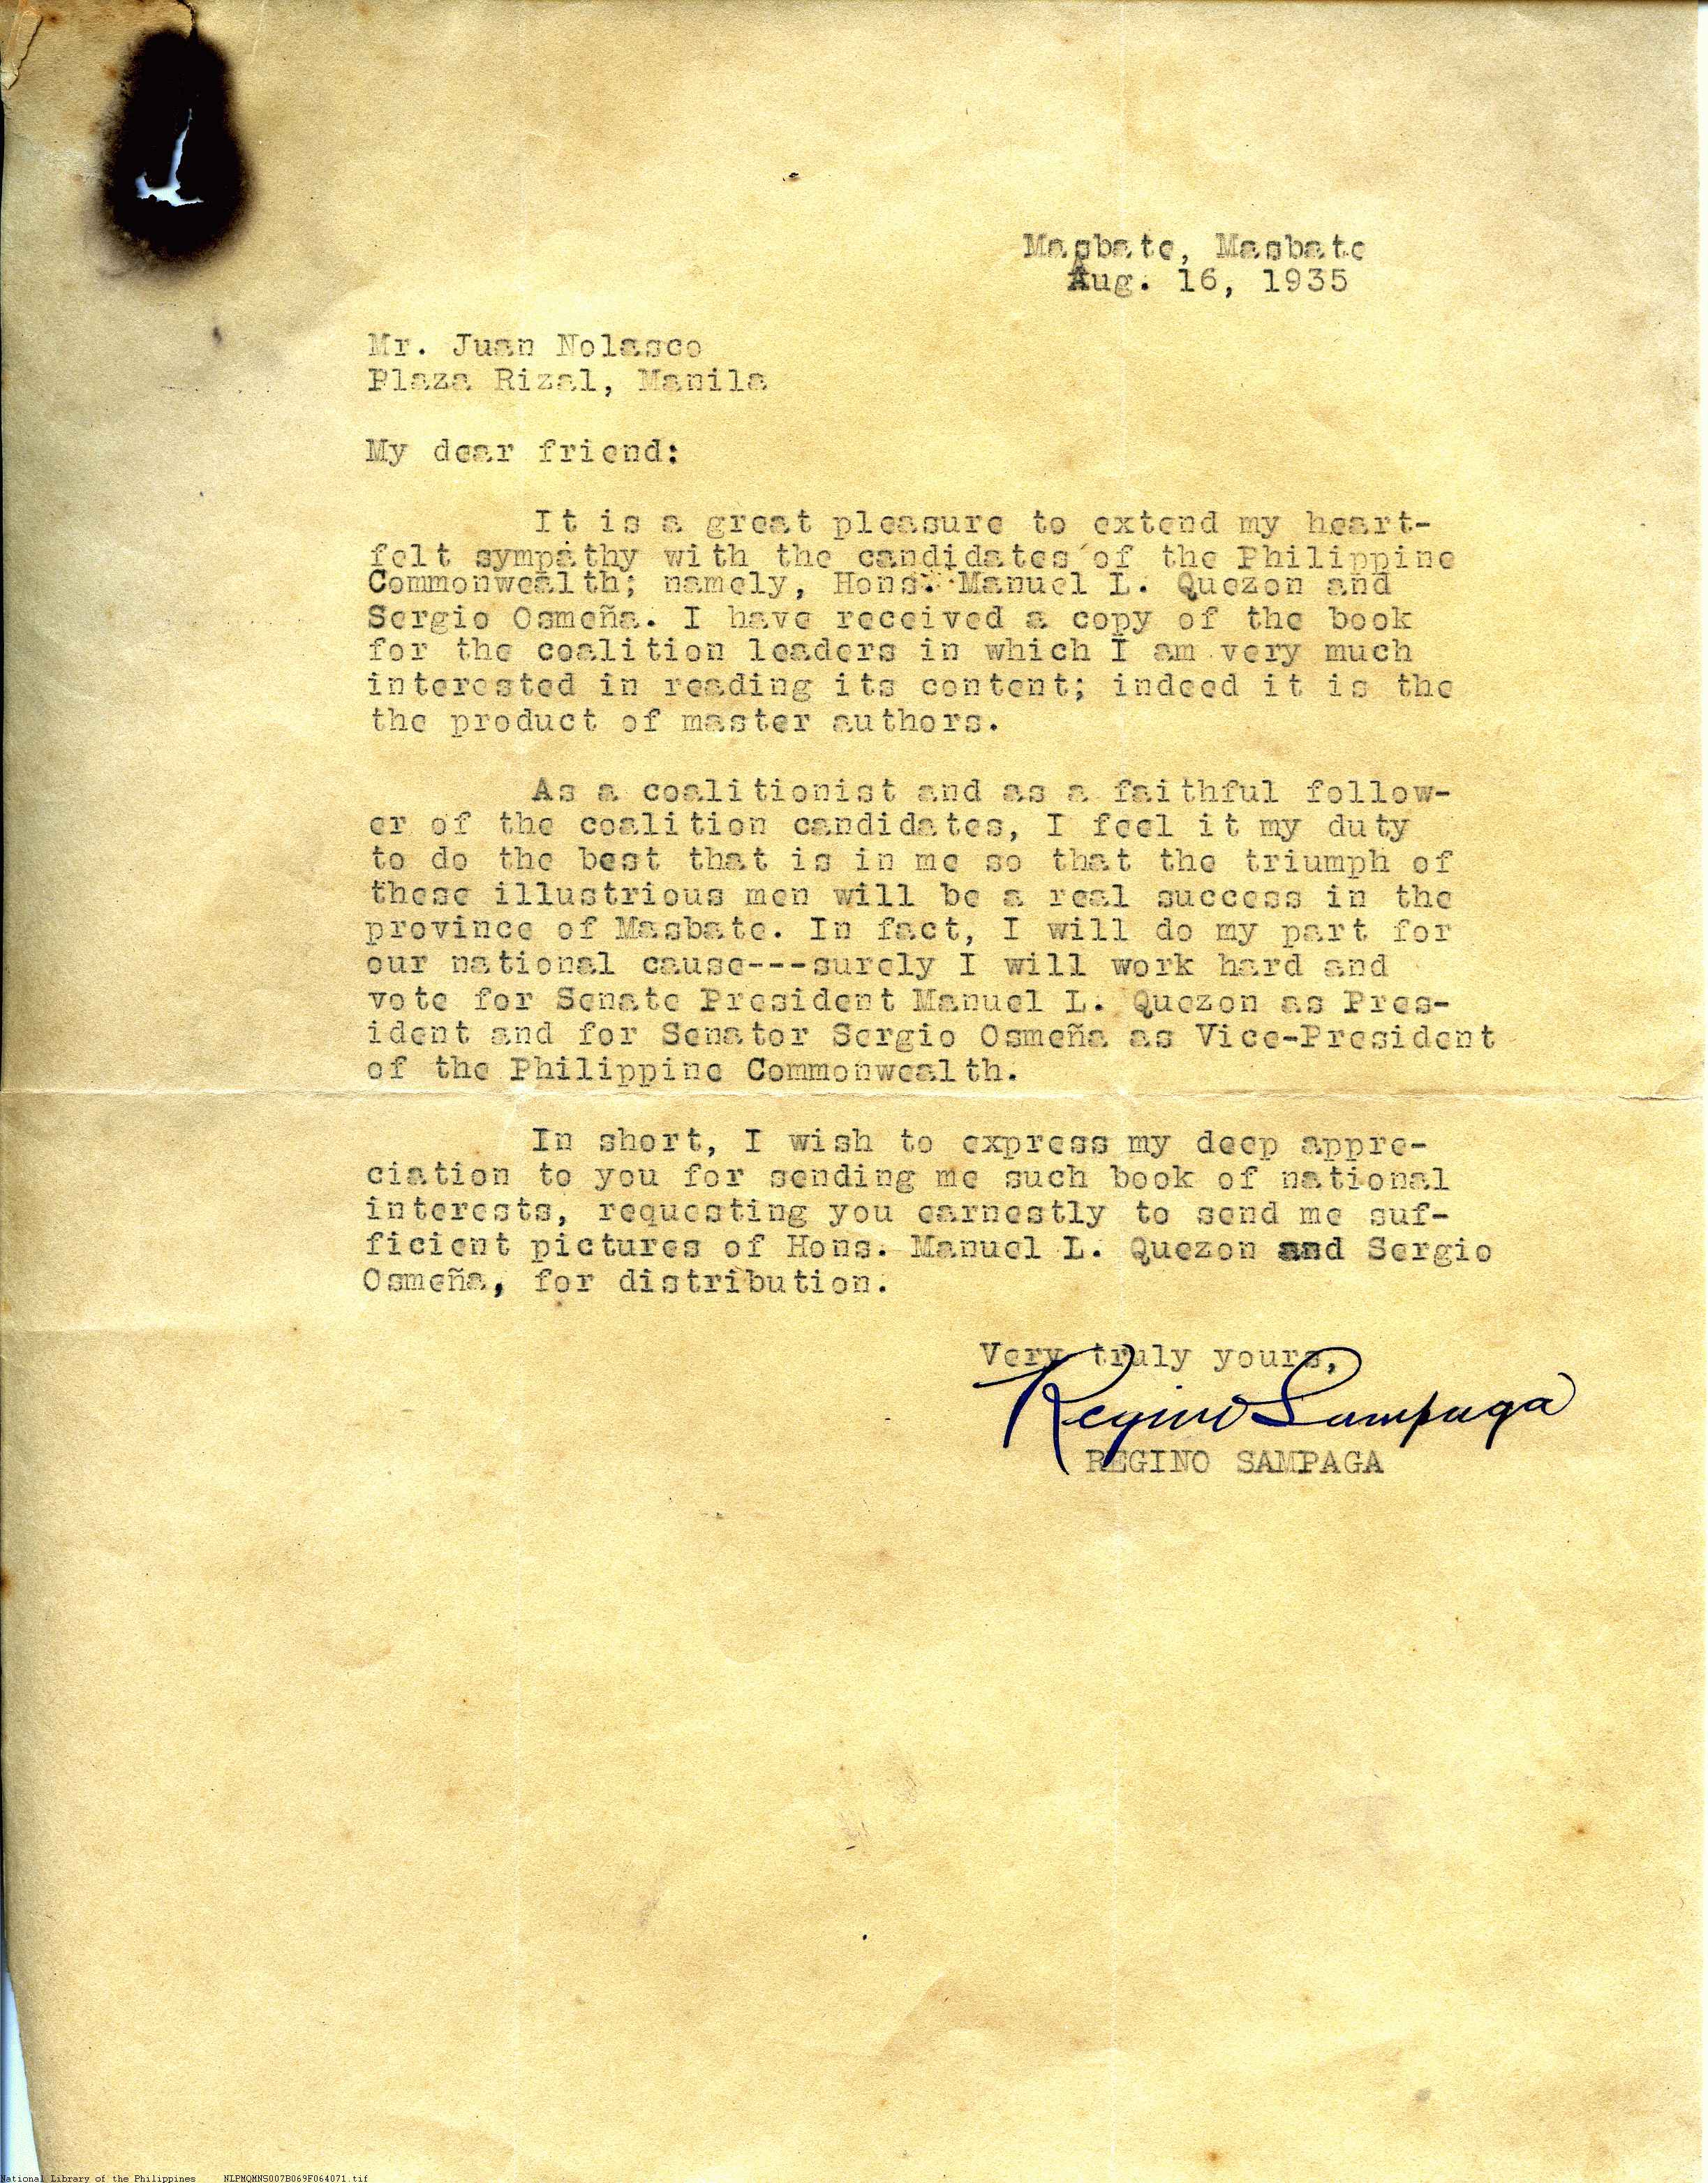 Masbate, Masbate
Aug. 16, 1935
Mr. Juan Nolasco
Plaza Rizal, Manila
My dear friend:
It is a great pleasure to extend my heart-
felt sympathy with the candidates of the Philippine
Commonwealth; namely, Hons. Manuel L. Quezon and
Sergio Osmeña. I have received a copy of the book
for the coalition leaders in which I am very much
interested in reading its content; indeed it is the
the product of master authors.
As a coalitionist and as a faithful follow-
er of the coalition candidates, I feel it my duty
to do the best that is in me so that the triumph of
these illustrious men will be a real success in the
province of Masbate. In fact, I will do my part for
our national cause---surely I will work hard and
vote for Senate President Manuel L. Quezon as Pres-
ident and for Senator Sergio Osmeña as Vice-President
of the Philippine Commonwealth.
In short, I wish to express my deep appre-
ciation to you for sending me such book of national
interests, requesting you earnestly to send me suf-
ficient pictures of Hons. Manuel L. Quezon and Sergio
Osmeña, for distribution.
Very truly yours,
Regino Sampaga
REGINO SAMPAGA
National Library of the Philippines NLPMQMNS007B069F064071.tif